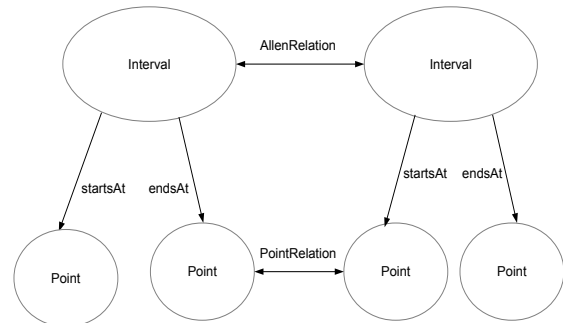 AllenRelation
Interval
Interval
startsAt
endsAt
startsAt
endsAt
PointRelation
Point
Point
Point
Point